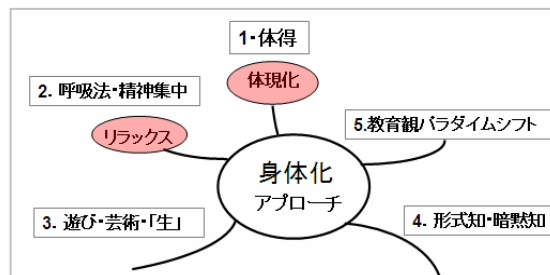 1・体得
体現化
2. 呼吸法・精神集中
リラックス
5.教育観パラダイムシフト
身体化
アプローチ
3. 遊び・芸術・「生」
4. 形式知・暗黙知